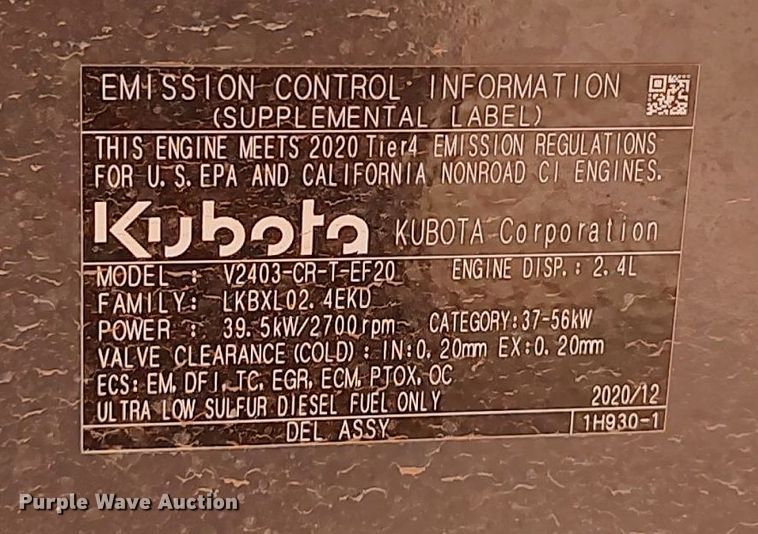 EMISSION CONTROL INFORMATION
(SUPPLEMENTAL LABEL)
THIS ENGINE MEETS 2020 Tier4 EMISSION REGULATIONS
FOR U.S.EPA AND CALIFORNIA NONROAD CI ENGINES.
Kubota KUBOTA Corporation
MODEL : V2403-CR-T-EF20 ENGINE DISP.: 2.4L
FAMILY: LKBXL02.4EKD
POWER : 39.5kW/2700rpm CATEGORY:37-56kW
VALVE CLEARANCE(COLD): IN:0.20mm EX:0.20mm
ECS: EM, DFI, TC, EGR, ECM, PTOX, OC
ULTRA LOW SULFUR DIESEL FUEL ONLY 2020/12
DEL ASSY 1H930-1
Purple Wave Auction